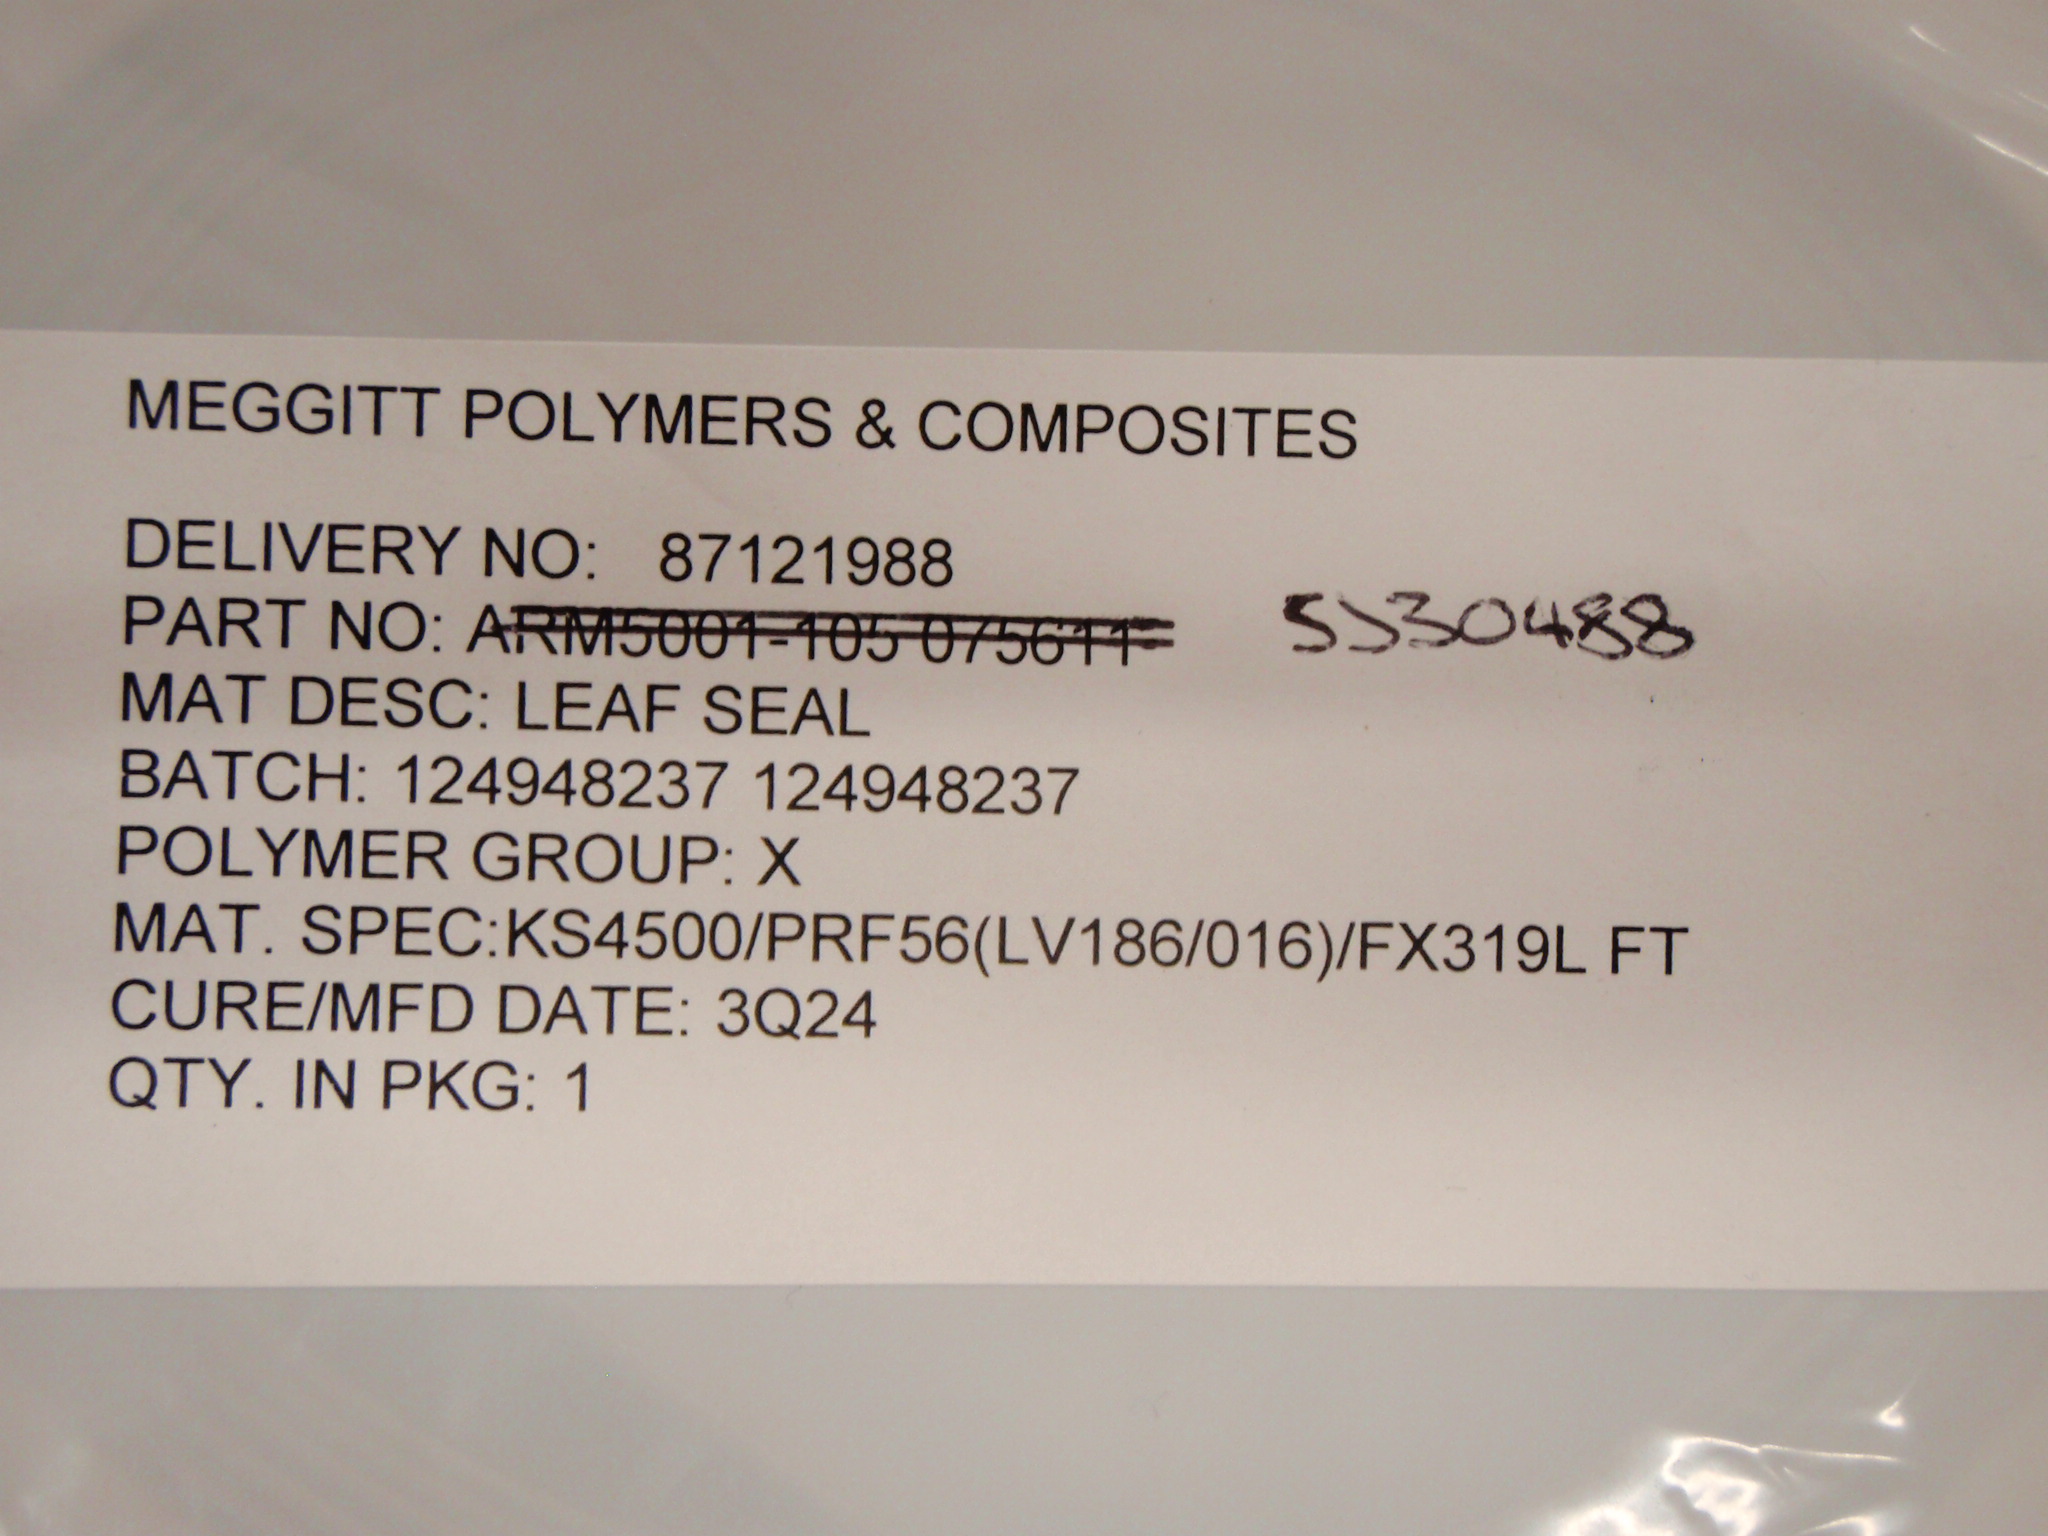 MEGGITT POLYMERS & COMPOSITES
DELIVERY NO: 87121988
PART NO: ARM5001-105 075611 SJ30488
MAT DESC: LEAF SEAL
BATCH: 124948237 124948237
POLYMER GROUP: X
MAT. SPEC:KS4500/PRF56(LV186/016)/FX319L FT
CURE/MFD DATE: 3Q24
QTY. IN PKG: 1